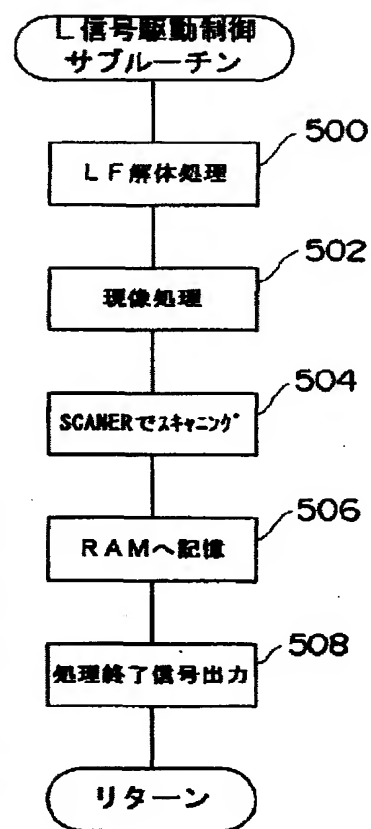 L信号駆動制御
サブルーチン
500
LF解体処理
502
現像処理
504
SCANERでスキャニング
506
RAMへ記憶
508
処理終了信号出力
リターン